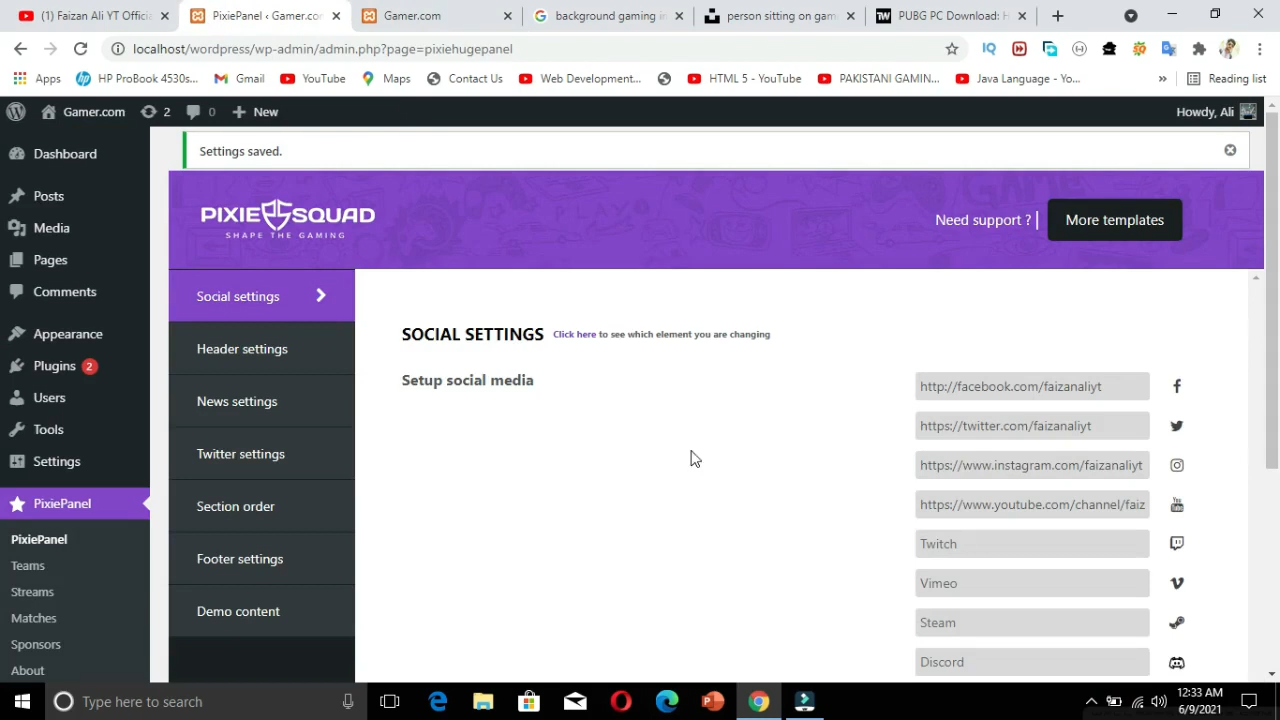 (1) Faizan Ali YT Offici
PixiePanel ‹ Gamer.co
Gamer.com
background gaming in
person sitting on gam
PUBG PC Download: H
localhost/wordpress/wp-admin/admin.php?page=pixiehugepanel
Apps
HP ProBook 4530s...
Gmail
YouTube
Maps
Contact Us
Web Development...
HTML 5 - YouTube
PAKISTANI GAMIN...
Java Language - Yo...
»
Reading list
Gamer.com
2
0
New
Howdy, Ali
Dashboard
Posts
Media
Pages
Comments
Appearance
Plugins 2
Users
Tools
Settings
PixiePanel
PixiePanel
Teams
Streams
Matches
Sponsors
About
Settings saved.
PIXIE SQUAD
SHAPE THE GAMING
Need support ?
More templates
Social settings
Header settings
News settings
Twitter settings
Section order
Footer settings
Demo content
SOCIAL SETTINGS Click here to see which element you are changing
Setup social media
http://facebook.com/faizanaliyt
https://twitter.com/faizanaliyt
https://www.instagram.com/faizanaliyt
https://www.youtube.com/channel/faiz
Twitch
Vimeo
Steam
Discord
Type here to search
12:33 AM
6/9/2021